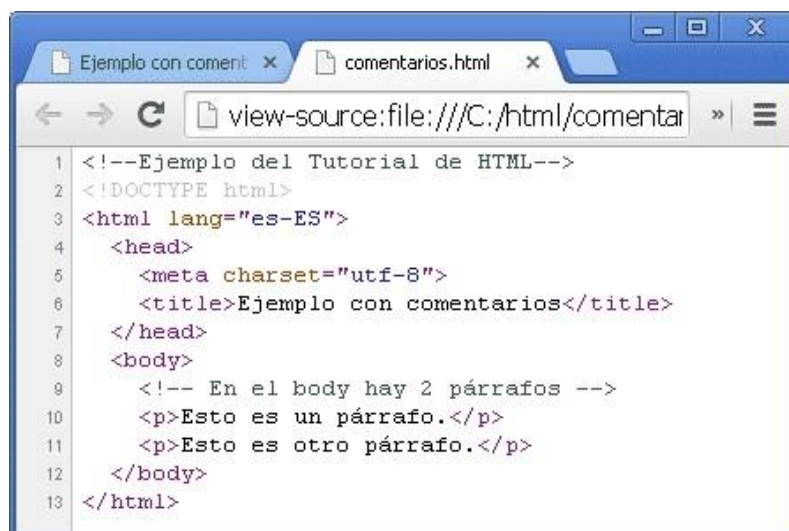 Ejemplo con coment
comentarios.html
view-source:file:///C:/html/comentar
1 <!--Ejemplo del Tutorial de HTML-->
2 <!DOCTYPE html>
3 <html lang="es-ES">
4 <head>
5 <meta charset="utf-8">
6 <title>Ejemplo con comentarios</title>
7 </head>
8 <body>
9 <!-- En el body hay 2 párrafos -->
10 <p>Esto es un párrafo.</p>
11 <p>Esto es otro párrafo.</p>
12 </body>
13 </html>